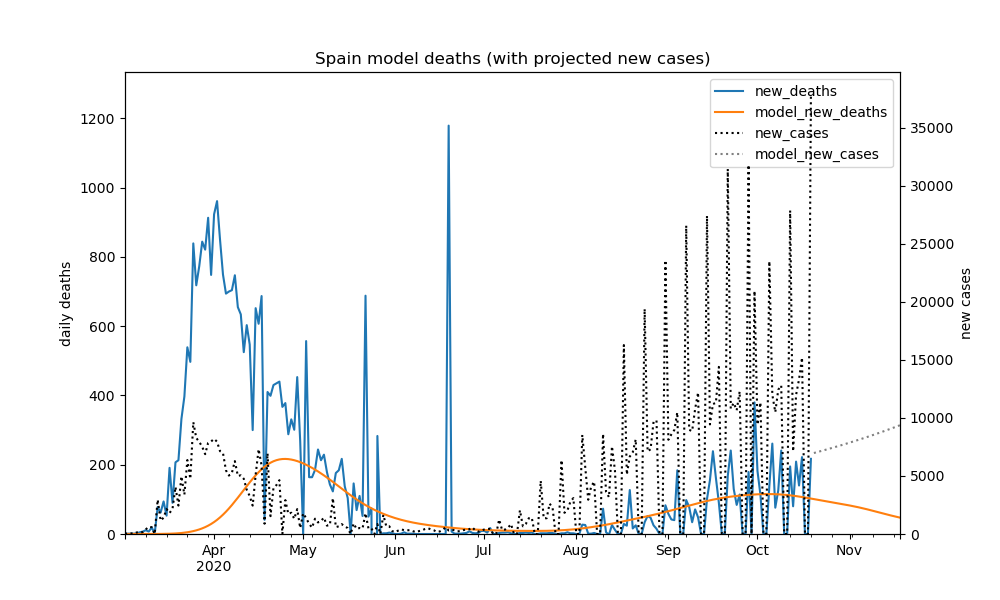 Spain model deaths (with projected new cases)
new_deaths
model_new_deaths
new_cases
model_new_cases
daily deaths
1200
1000
800
600
400
200
0
new cases
35000
30000
25000
20000
15000
10000
5000
0
Apr May Jun Jul Aug Sep Oct Nov
2020